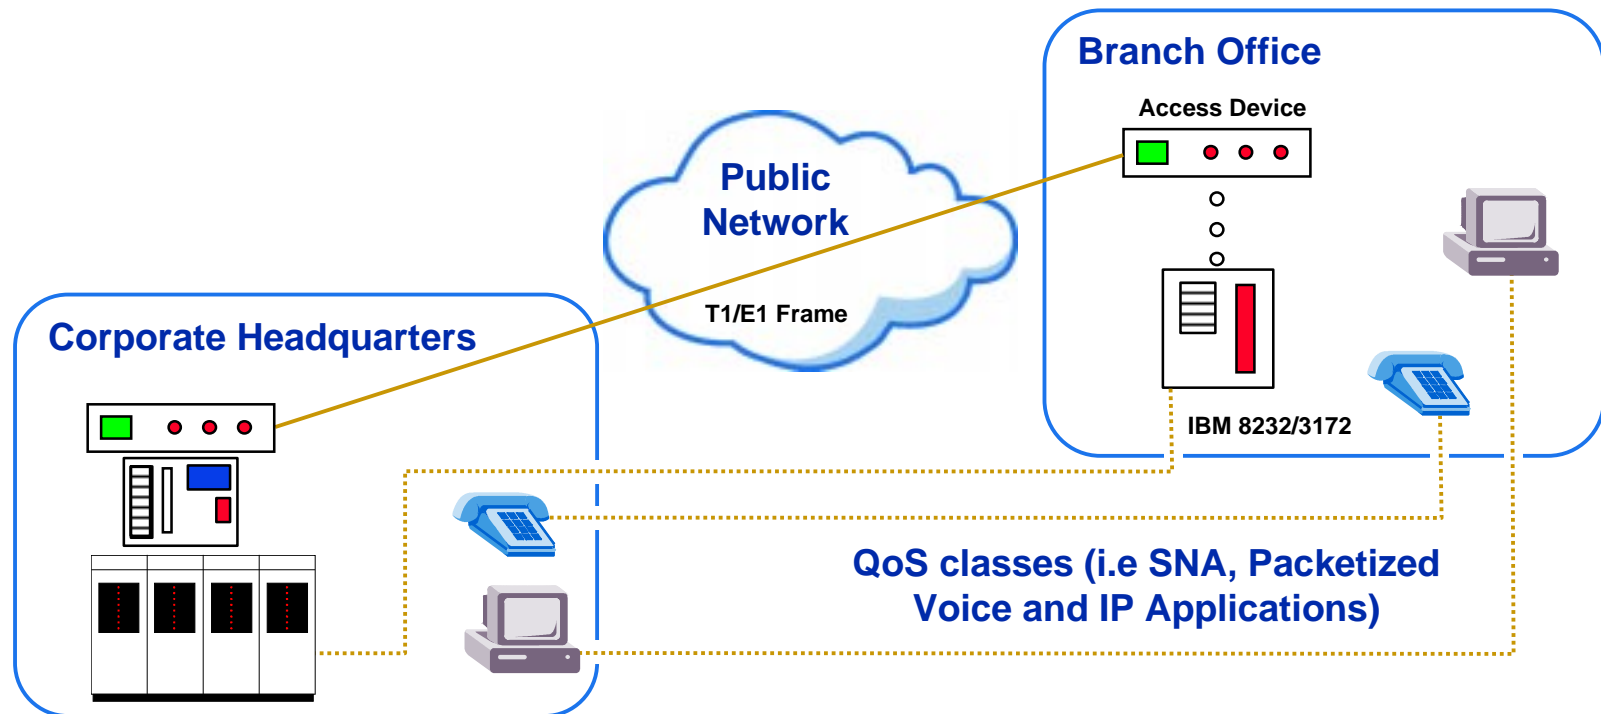 Branch Office
Access Device
Public
Network
T1/E1 Frame
Corporate Headquarters
IBM 8232/3172
QoS classes (i.e SNA, Packetized
Voice and IP Applications)